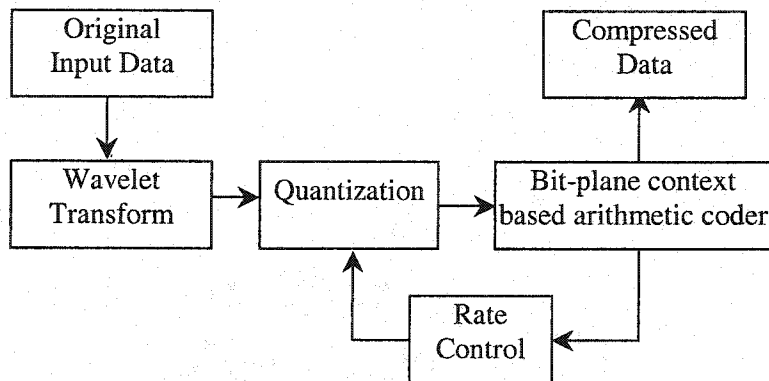 Original
Input Data
Compressed
Data
Wavelet
Transform
Quantization
Bit-plane context
based arithmetic coder
Rate
Control